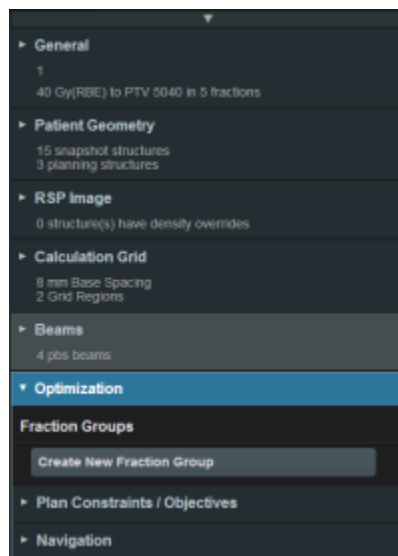 General
1
40 Gy(RBE) to PTV 5040 in 5 fractions
Patient Geometry
15 snapshot structures
3 planning structures
RSP Image
0 structure(s) have density overrides
Calculation Grid
8 mm Base Spacing
2 Grid Regions
Beams
4 pbs beams
Optimization
Fraction Groups
Create New Fraction Group
Plan Constraints / Objectives
Navigation